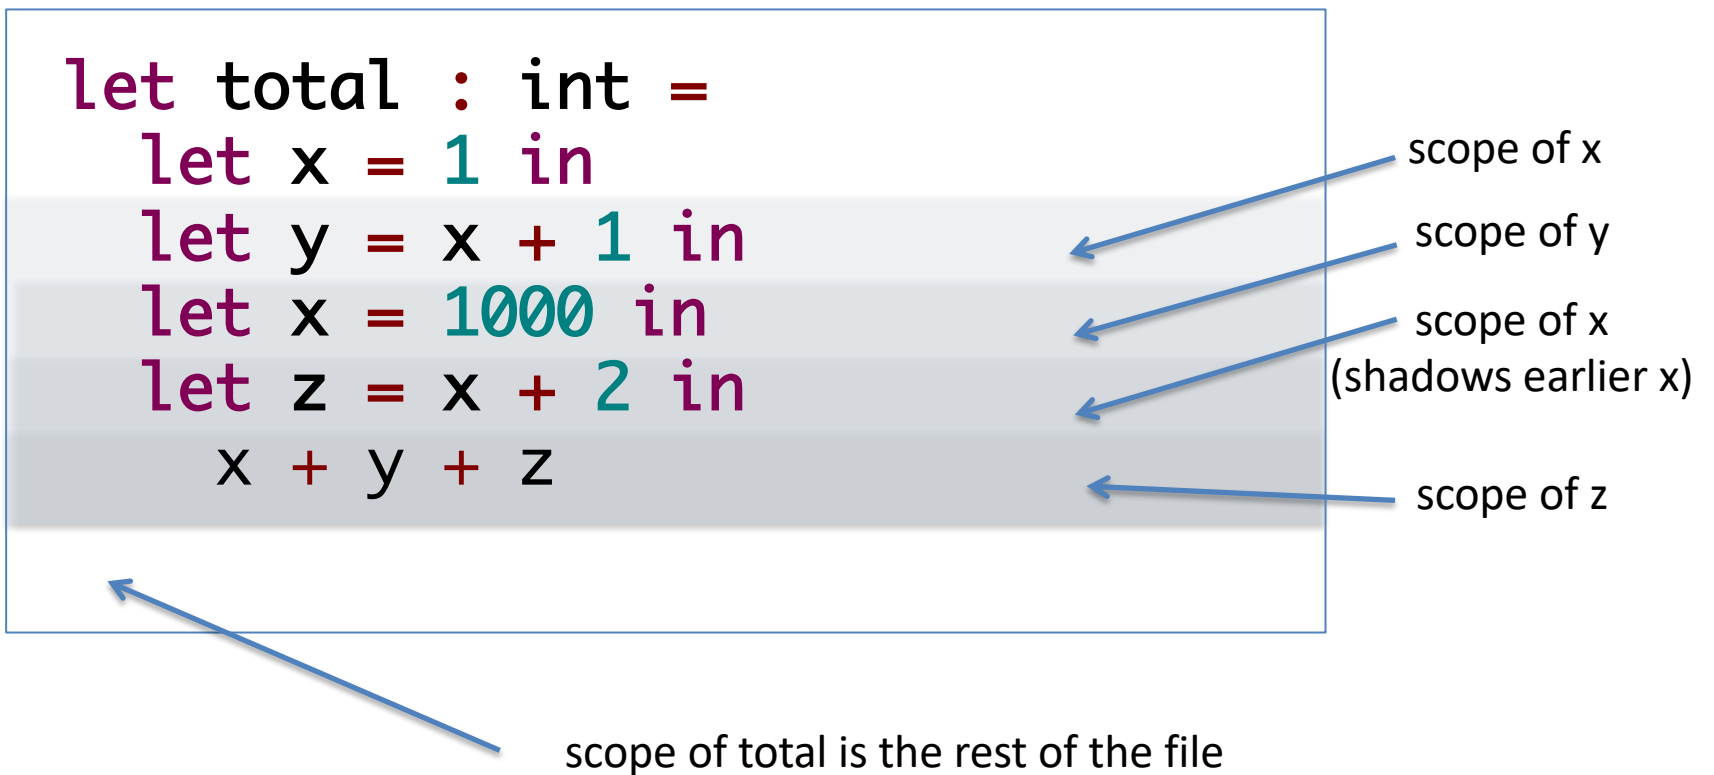 let total : int =
let x = 1 in
let y = x + 1 in
let x = 1000 in
let z = x + 2 in
x + y + z
scope of x
scope of y
scope of x
(shadows earlier x)
scope of z
scope of total is the rest of the file